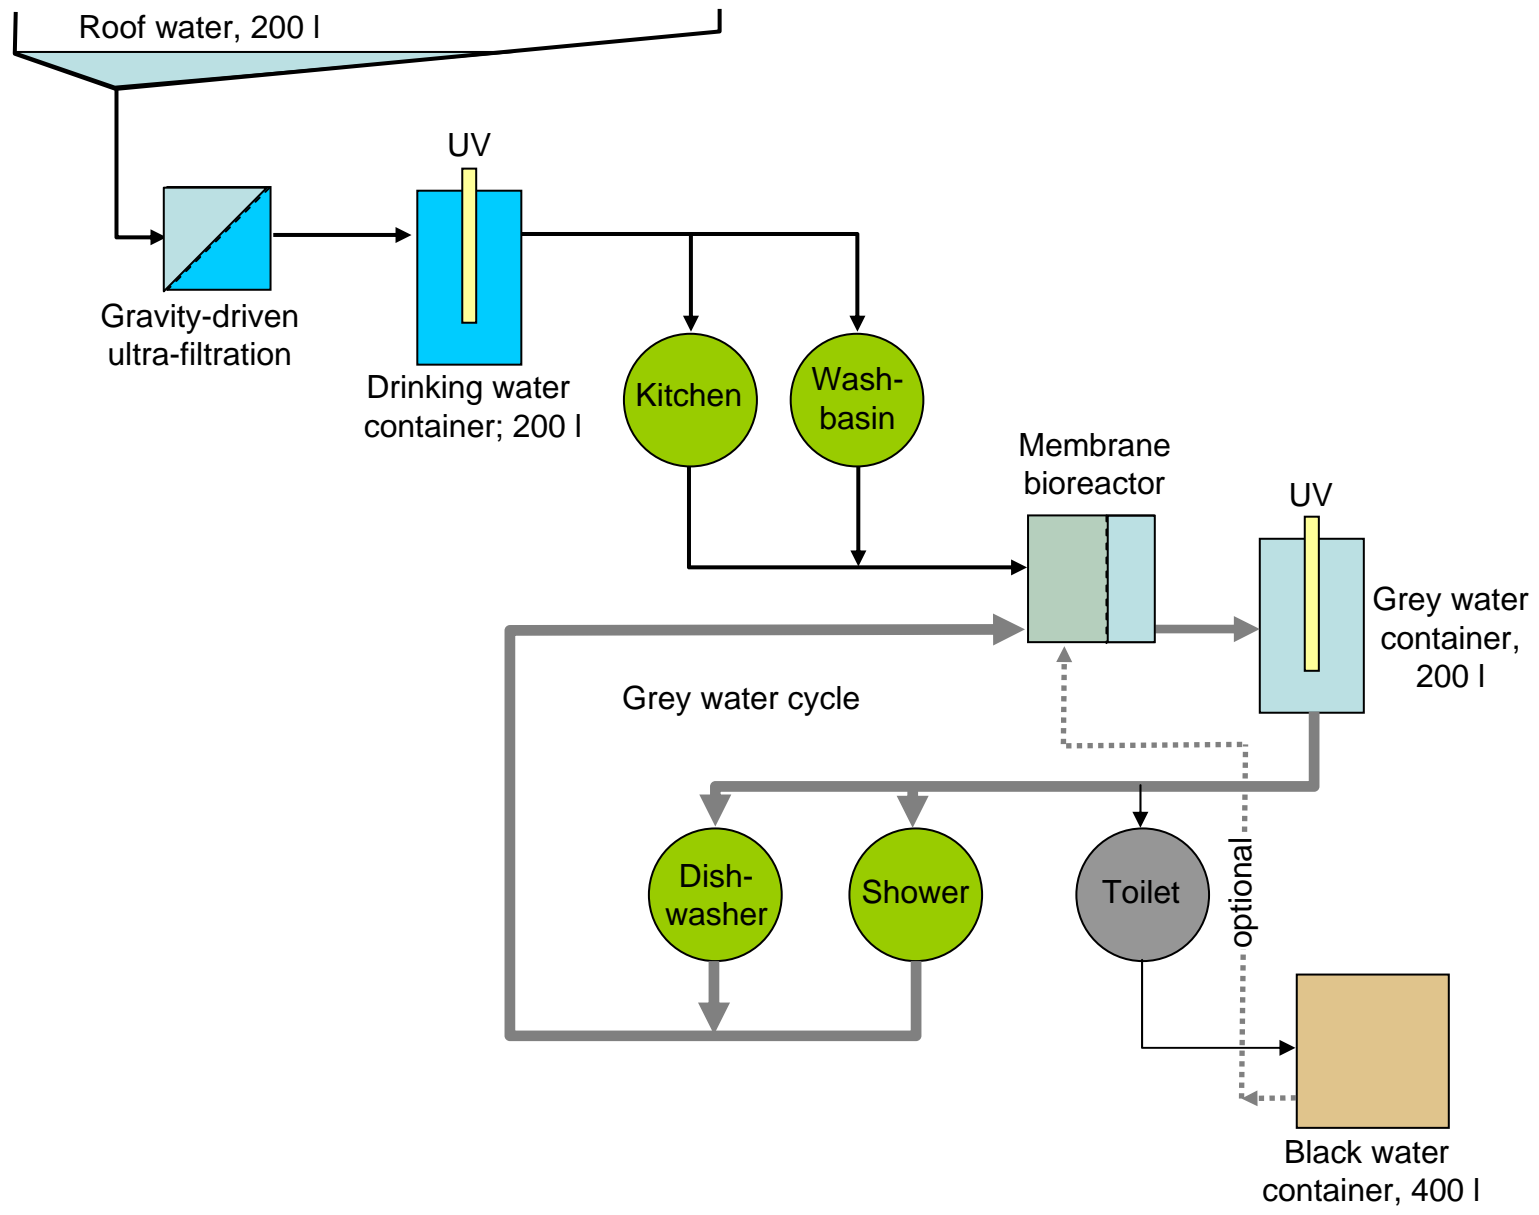 Roof water, 200 l
UV
Gravity-driven
ultra-filtration
Drinking water
container; 200 l
Kitchen
Wash-
basin
Membrane
bioreactor
UV
Grey water
container,
200 l
Grey water cycle
Dish-
washer
Shower
Toilet
optional
Black water
container, 400 l